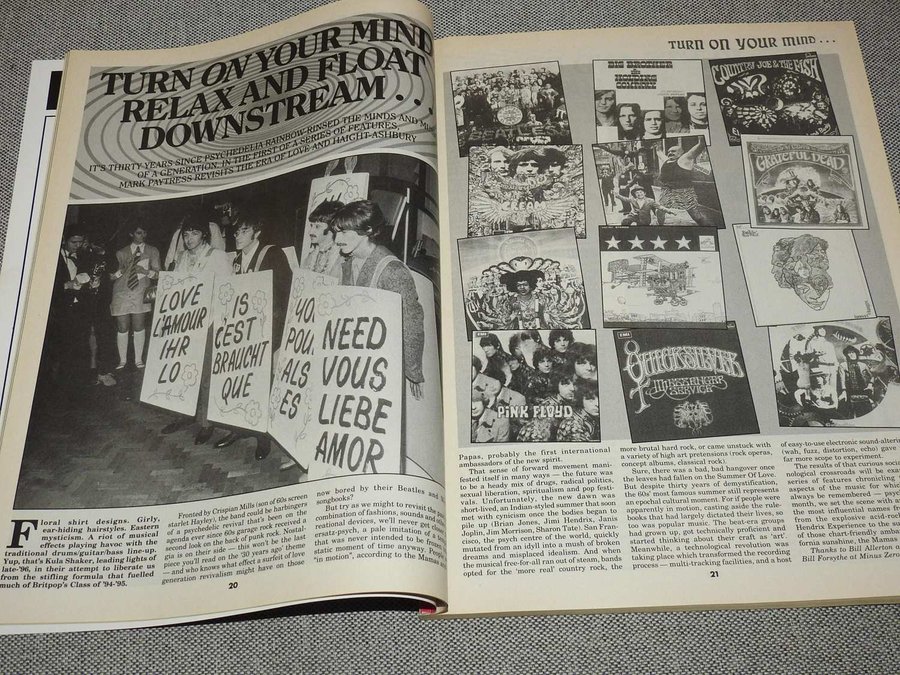 TURN ON YOUR MIND
RELAX AND FLOAT
DOWNSTREAM . . .
IT'S THIRTY YEARS SINCE PSYCHEDELIA RAINBOW-RINSED THE MINDS AND
OF A GENERATION. IN THE FIRST OF A SERIES OF FEATURES,
MARK PAYTRESS REVISITS THE ERA OF LOVE AND HAIGHT-ASHBURY
LOVE
L'AMOUR
IHR
LO
IS
C'EST
BRAUCHT
QUE
YO
POU
ALS
ES
NEED
VOUS
LIEBE
AMOR
Floral shirt designs. Girly,
ear-hiding hairstyles. Eastern
mysticism. A riot of musical
effects playing havoc with the
traditional drums/guitar/bass line-up.
Yup, that's Kula Shaker, leading lights of
late-'96, in their attempt to liberate us
from the stifling formula that fuelled
much of Britpop's Class of '94-'95.
Fronted by Crispian Mills (son of 60s screen
starlet Hayley), the band could be harbingers
of a psychedelic revival that's been on the
agenda ever since 60s garage rock received a
second look on the back of punk rock. Nostal-
gia is on their side — this won't be the last
piece you'll read on the '30 years ago' theme
— and who knows what effect a sudden of love
generation revivalism might have on those
now bored by their Beatles and
songbooks?
But try as we might to revisit the
combination of fashions, sounds and
reational devices, we'll never get
ersatz-psych, a pale imitation of a
that was never intended to be
static moment of time anyway. People
"in motion", according to the Mamas
20
TURN ON YOUR MIND . . .
BEATLES
BIG BROTHER
& THE
HOLDING
COMPANY
COUNTRY JOE & THE FISH
GRATEFUL DEAD
PINK FLOYD
EMI
QUICKSILVER
MESSENGER
SERVICE
Papas, probably the first international
ambassadors of the new spirit.
That sense of forward movement mani-
fested itself in many ways — the future was
to be a heady mix of drugs, radical politics,
sexual liberation, spiritualism and pop festi-
vals. Unfortunately, the new dawn was
short-lived, an Indian-styled summer that soon
met with cynicism once the bodies began to
pile up (Brian Jones, Jimi Hendrix, Janis
Joplin, Jim Morrison, Sharon Tate). San Fran-
cisco, the psych centre of the world, quickly
mutated from an idyll into a mush of broken
dreams and misplaced idealism. And when
the musical free-for-all ran out of steam, bands
opted for the 'more real' country rock, the
more brutal hard rock, or came unstuck with
a variety of high art pretensions (rock operas,
concept albums, classical rock).
Sure, there was a bad, bad hangover once
the leaves had fallen on the Summer Of Love.
But despite thirty years of demystification,
the 60s' most famous summer still represents
an epochal cultural moment. For if people were
apparently in motion, casting aside the rule-
books that had largely dictated their lives, so
too was popular music. The beat-era groups
had grown up, got technically proficient and
started thinking about their craft as 'art'.
Meanwhile, a technological revolution was
taking place which transformed the recording
process — multi-tracking facilities, and a host
of easy-to-use electronic sound-alterin
(wah, fuzz, distortion, echo) gave
far more scope to experiment.
The results of that curious socio-
nological crossroads will be exami
series of features chronicling
aspects of the music for whic
always be remembered — psyc
month, we set the scene with a
the most influential names fr
from the explosive acid-roc
Hendrix Experience to the su
of those chart-friendly ambas
fornia sunshine, the Mamas
Thanks to Bill Allerton a
Bill Forsythe at Minus Zero
21